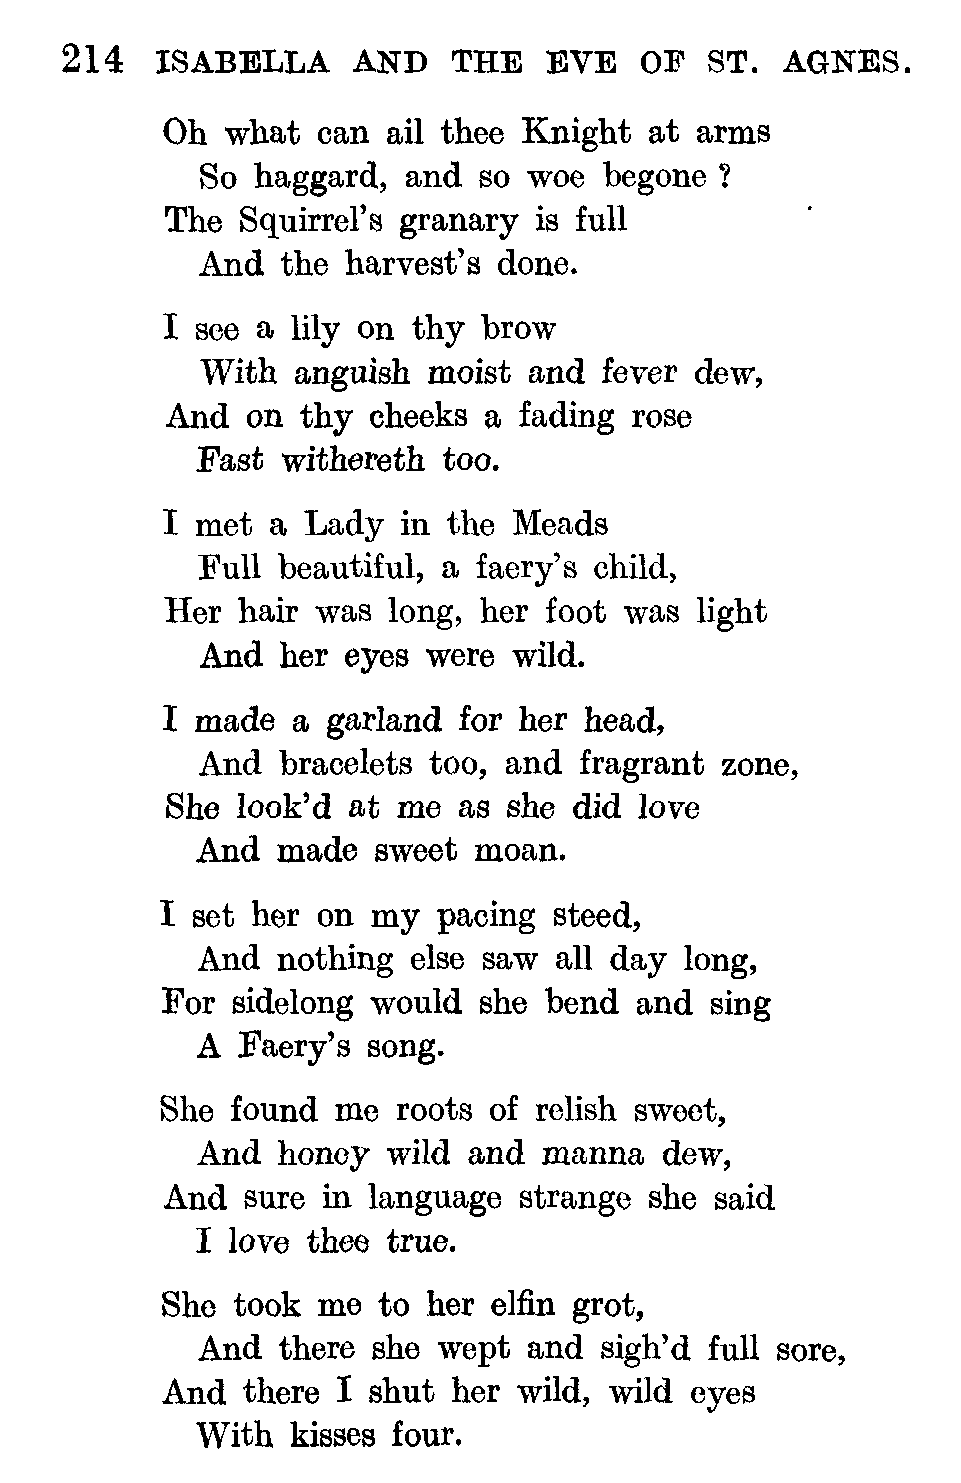 214 ISABELLA AND THE EVE OF ST. AGNES.
Oh what can ail thee Knight at arms
So haggard, and so woe begone ?
The Squirrel's granary is full
And the harvest's done.
I see a lily on thy brow
With anguish moist and fever dew,
And on thy cheeks a fading rose
Fast withereth too.
I met a Lady in the Meads
Full beautiful, a faery's child,
Her hair was long, her foot was light
And her eyes were wild.
I made a garland for her head,
And bracelets too, and fragrant zone,
She look'd at me as she did love
And made sweet moan.
I set her on my pacing steed,
And nothing else saw all day long,
For sidelong would she bend and sing
A Faery's song.
She found me roots of relish sweet,
And honey wild and manna dew,
And sure in language strange she said
I love thee true.
She took me to her elfin grot,
And there she wept and sigh'd full sore,
And there I shut her wild, wild eyes
With kisses four.